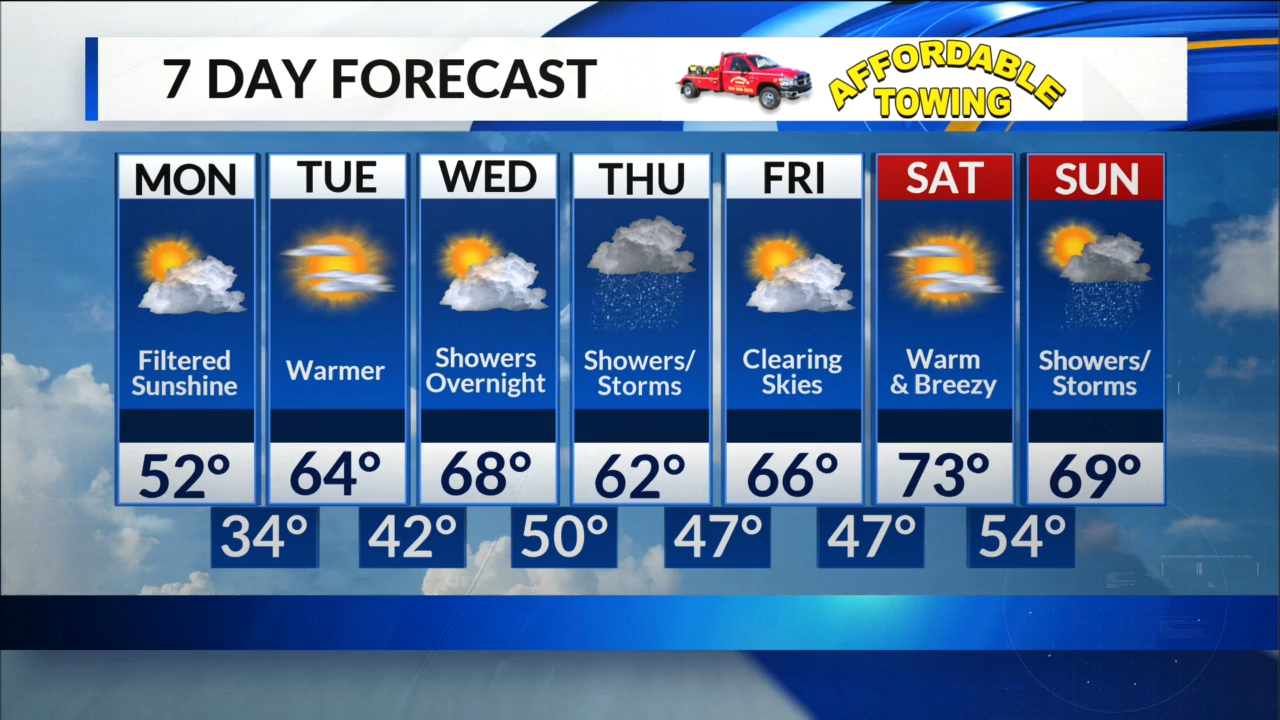 7 DAY FORECAST
AFFORDABLE
TOWING
MON TUE WED THU FRI SAT SUN
Filtered
Sunshine
Warmer
Showers
Overnight
Showers/
Storms
Clearing
Skies
Warm
& Breezy
Showers/
Storms
52° 64° 68° 62° 66° 73° 69°
34° 42° 50° 47° 47° 54°